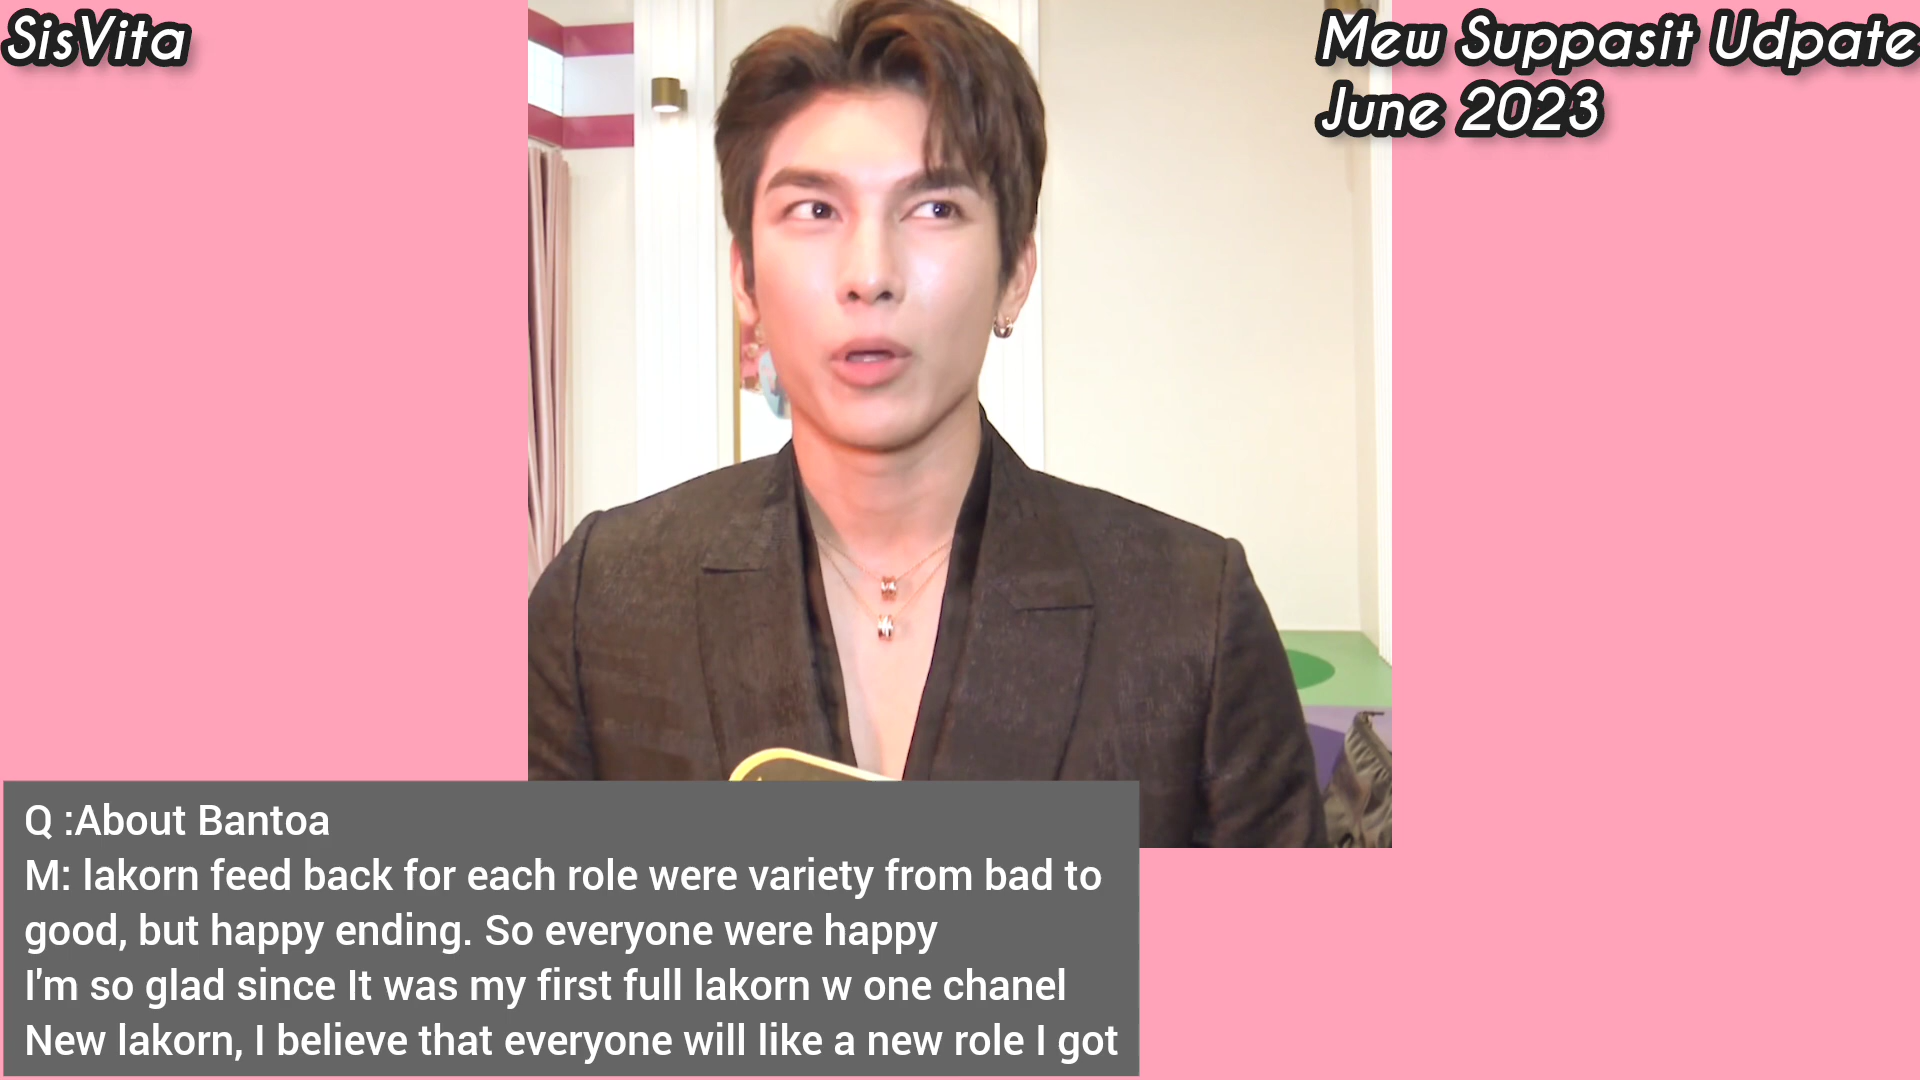 SisVita
Mew Suppasit Udpate
June 2023
Q :About Bantoa
M: lakorn feed back for each role were variety from bad to
good, but happy ending. So everyone were happy
I'm so glad since It was my first full lakorn w one chanel
New lakorn, I believe that everyone will like a new role I got